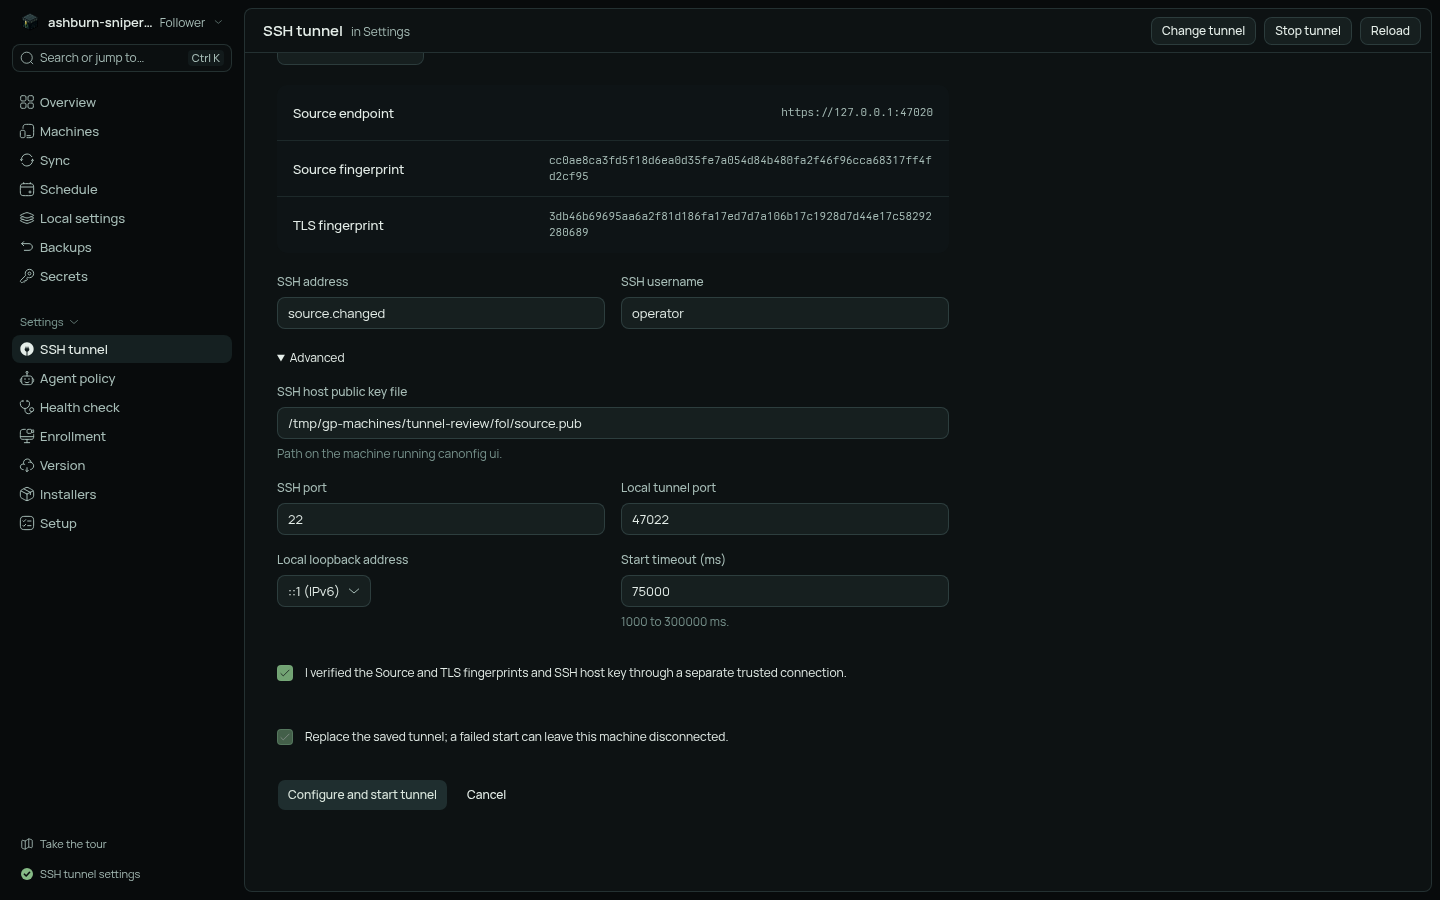 ashburn-sniper... Follower
Search or jump to... Ctrl K
Overview
Machines
Sync
Schedule
Local settings
Backups
Secrets
Settings
SSH tunnel
Agent policy
Health check
Enrollment
Version
Installers
Setup
Take the tour
SSH tunnel settings
SSH tunnel in Settings
Change tunnel
Stop tunnel
Reload
Source endpoint
https://127.0.0.1:47020
Source fingerprint
cc0ae8ca3fd5f18d6ea0d35fe7a054d84b480fa2f46f96cca68317ff4f
d2cf95
TLS fingerprint
3db46b69695aa6a2f81d186fa17ed7d7a106b17c1928d7d44e17c58292
280689
SSH address
SSH username
source.changed
operator
Advanced
SSH host public key file
/tmp/gp-machines/tunnel-review/fol/source.pub
Path on the machine running canonfig ui.
SSH port
Local tunnel port
22
47022
Local loopback address
Start timeout (ms)
::1 (IPv6)
75000
1000 to 300000 ms.
I verified the Source and TLS fingerprints and SSH host key through a separate trusted connection.
Replace the saved tunnel; a failed start can leave this machine disconnected.
Configure and start tunnel
Cancel